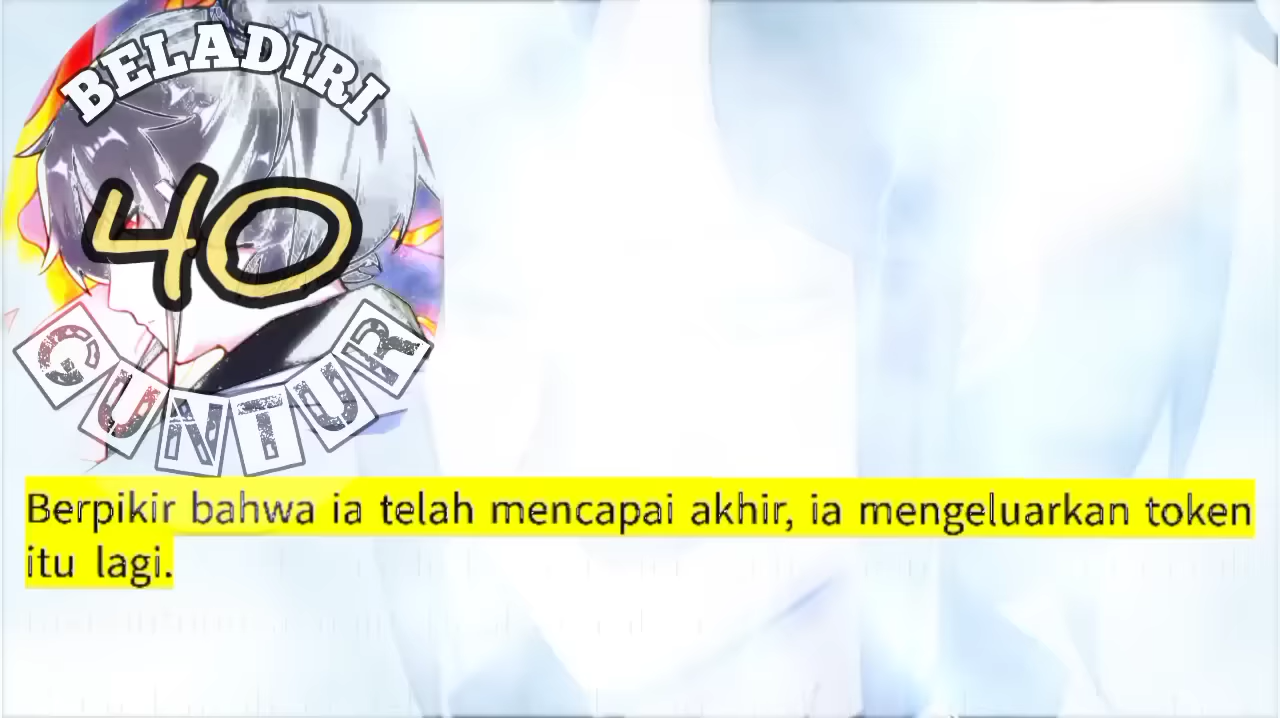 BELADIRI
40
GUNTUR
Berpikir bahwa ia telah mencapai akhir, ia mengeluarkan token
itu lagi.